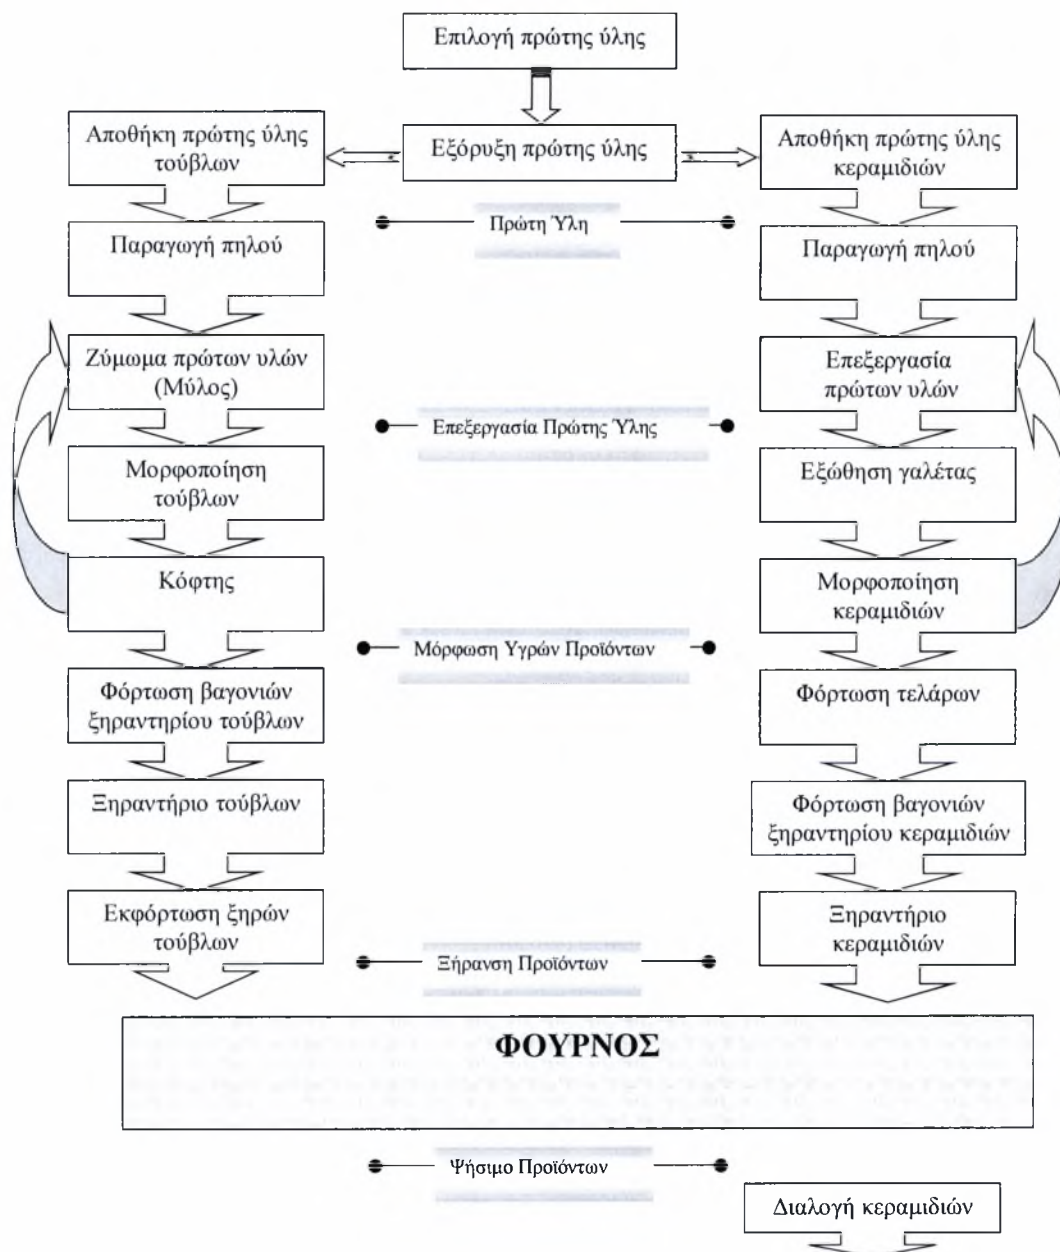 Επιλογή πρώτης ύλης
Εξόρυξη πρώτης ύλης
Αποθήκη πρώτης ύλης
τούβλων
Αποθήκη πρώτης ύλης
κεραμιδιών
Πρώτη Ύλη
Παραγωγή πηλού
Παραγωγή πηλού
Ζύμωμα πρώτων υλών
(Μύλος)
Επεξεργασία
πρώτων υλών
Επεξεργασία Πρώτης Ύλης
Μορφοποίηση
τούβλων
Εξώθηση γαλέτας
Κόφτης
Μορφοποίηση
κεραμιδιών
Μόρφωση Υγρών Προϊόντων
Φόρτωση βαγονιών
ξηραντηρίου τούβλων
Φόρτωση τελάρων
Ξηραντήριο τούβλων
Φόρτωση βαγονιών
ξηραντηρίου κεραμιδιών
Εκφόρτωση ξηρών
τούβλων
Ξηραντήριο
κεραμιδιών
Ξήρανση Προϊόντων
ΦΟΥΡΝΟΣ
Ψήσιμο Προϊόντων
Διαλογή κεραμιδιών